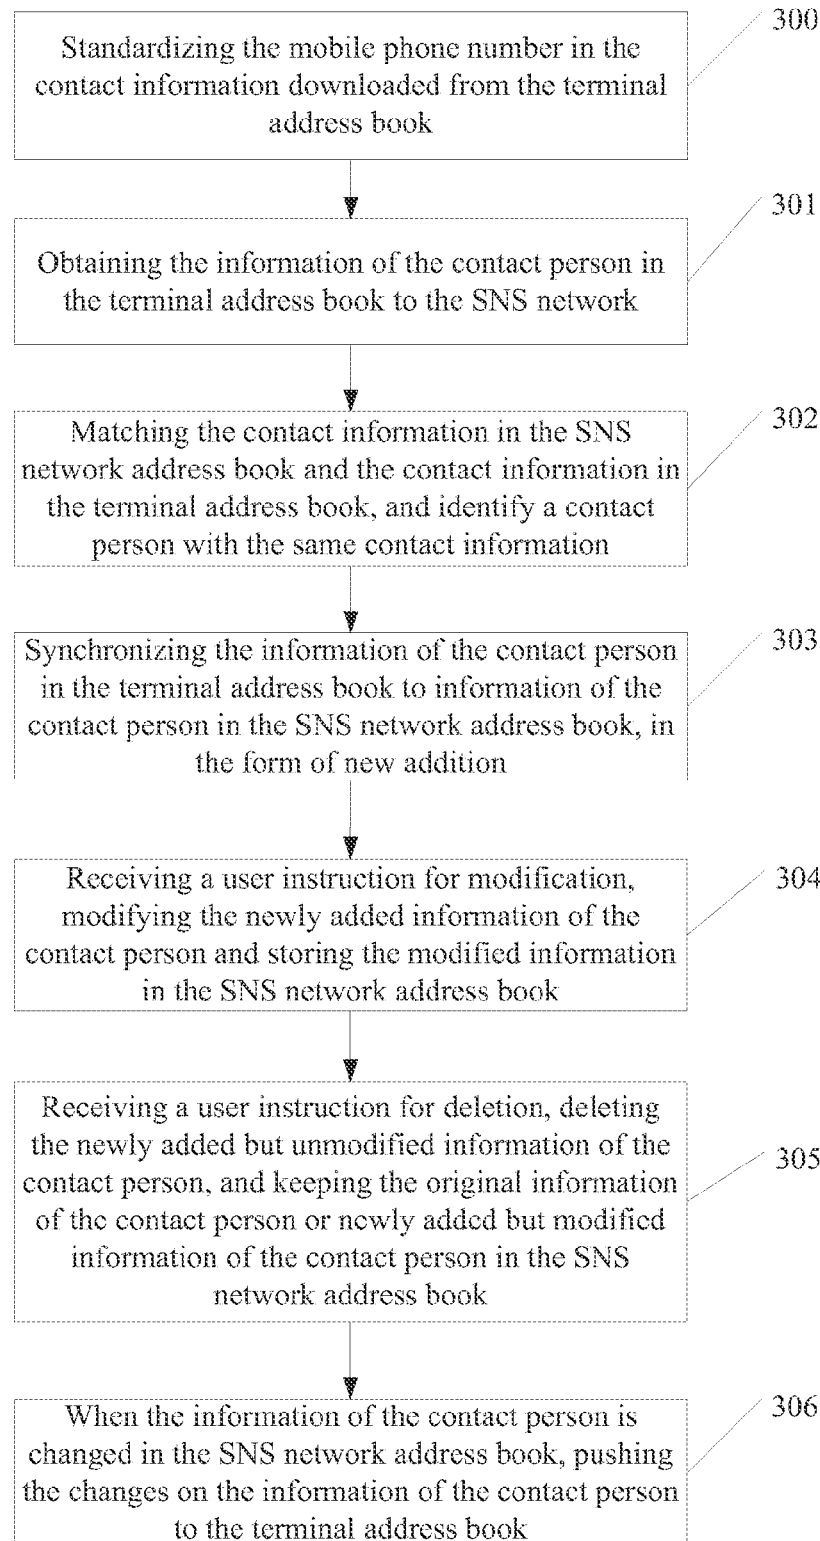 Standardizing the mobile phone number in the
contact information downloaded from the terminal
address book
300
Obtaining the information of the contact person in
the terminal address book to the SNS network
301
Matching the contact information in the SNS
network address book and the contact information in
the terminal address book, and identify a contact
person with the same contact information
302
Synchronizing the information of the contact person
in the terminal address book to information of the
contact person in the SNS network address book, in
the form of new addition
303
Receiving a user instruction for modification,
modifying the newly added information of the
contact person and storing the modified information
in the SNS network address book
304
Receiving a user instruction for deletion, deleting
the newly added but unmodified information of the
contact person, and keeping the original information
of the contact person or newly added but modified
information of the contact person in the SNS
network address book
305
When the information of the contact person is
changed in the SNS network address book, pushing
the changes on the information of the contact person
to the terminal address book
306